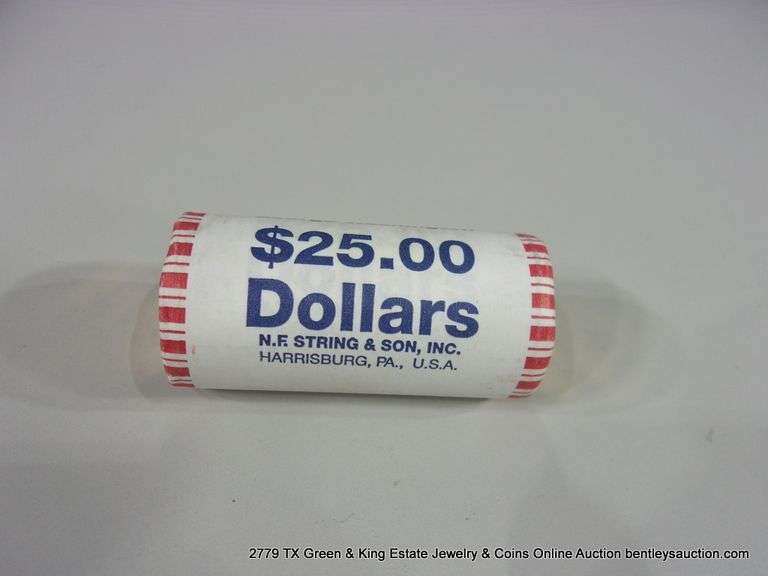 $25.00
Dollars
N.F. STRING & SON, INC.
HARRISBURG, PA., U.S.A.
2779 TX Green & King Estate Jewelry & Coins Online Auction bentleysauction.com